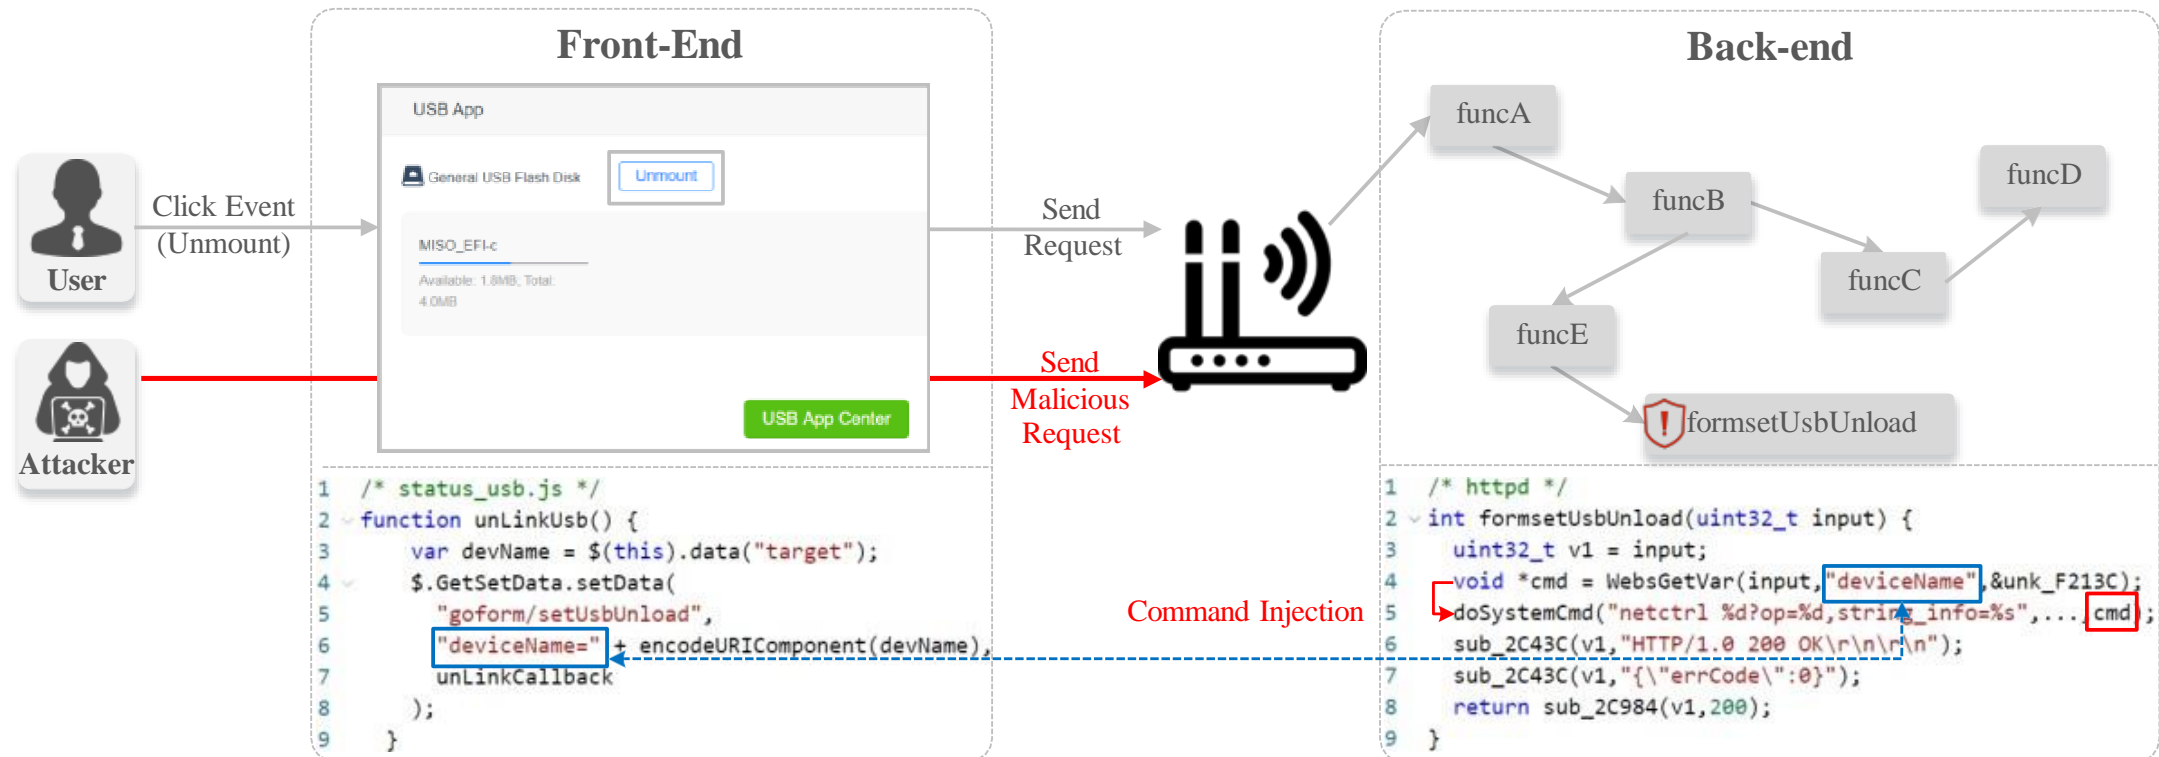 Front-End
Back-end
USB App
General USB Flash Disk
Unmount
MISO_EFI-c
Available: 1.8MB, Total:
4.0MB
USB App Center
User
Click Event
(Unmount)
Send
Request
Attacker
Send
Malicious
Request
funcA
funcB
funcD
funcC
funcE
formsetUsbUnload
1 /* status_usb.js */
2 function unLinkUsb() {
3 var devName = $(this).data("target");
4 $.GetSetData.setData(
5 "goform/setUsbUnload",
6 "deviceName=" + encodeURIComponent(devName),
7 unLinkCallback
8 );
9 }
Command Injection
1 /* httpd */
2 int formsetUsbUnload(uint32_t input) {
3 uint32_t v1 = input;
4 void *cmd = WebsGetVar(input,"deviceName",&unk_F213C);
5 doSystemCmd("netctrl %d?op=%d,string_info=%s",...,cmd);
6 sub_2C43C(v1,"HTTP/1.0 200 OK\r\n\r\n");
7 sub_2C43C(v1,"{\"errCode\":0}");
8 return sub_2C984(v1,200);
9 }